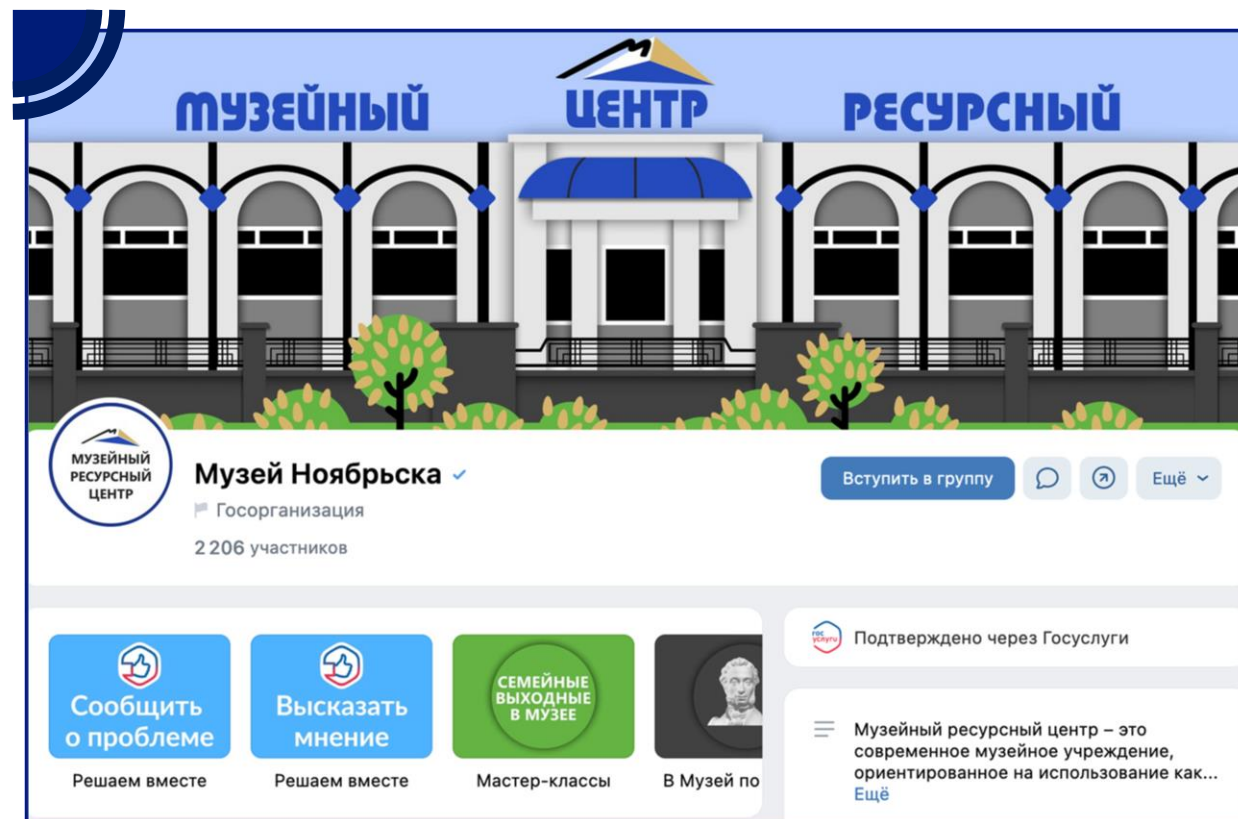 МУЗЕЙНЫЙ ЦЕНТР РЕСУРСНЫЙ
МУЗЕЙНЫЙ
РЕСУРСНЫЙ
ЦЕНТР
Музей Ноябрьска
Госорганизация
2 206 участников
Вступить в группу
Ещё
Сообщить
о проблеме
Решаем вместе
Высказать
мнение
Решаем вместе
СЕМЕЙНЫЕ
ВЫХОДНЫЕ
В МУЗЕЕ
Мастер-классы
В Музей по
гос
услуги
Подтверждено через Госуслуги
Музейный ресурсный центр – это
современное музейное учреждение,
ориентированное на использование как...
Ещё